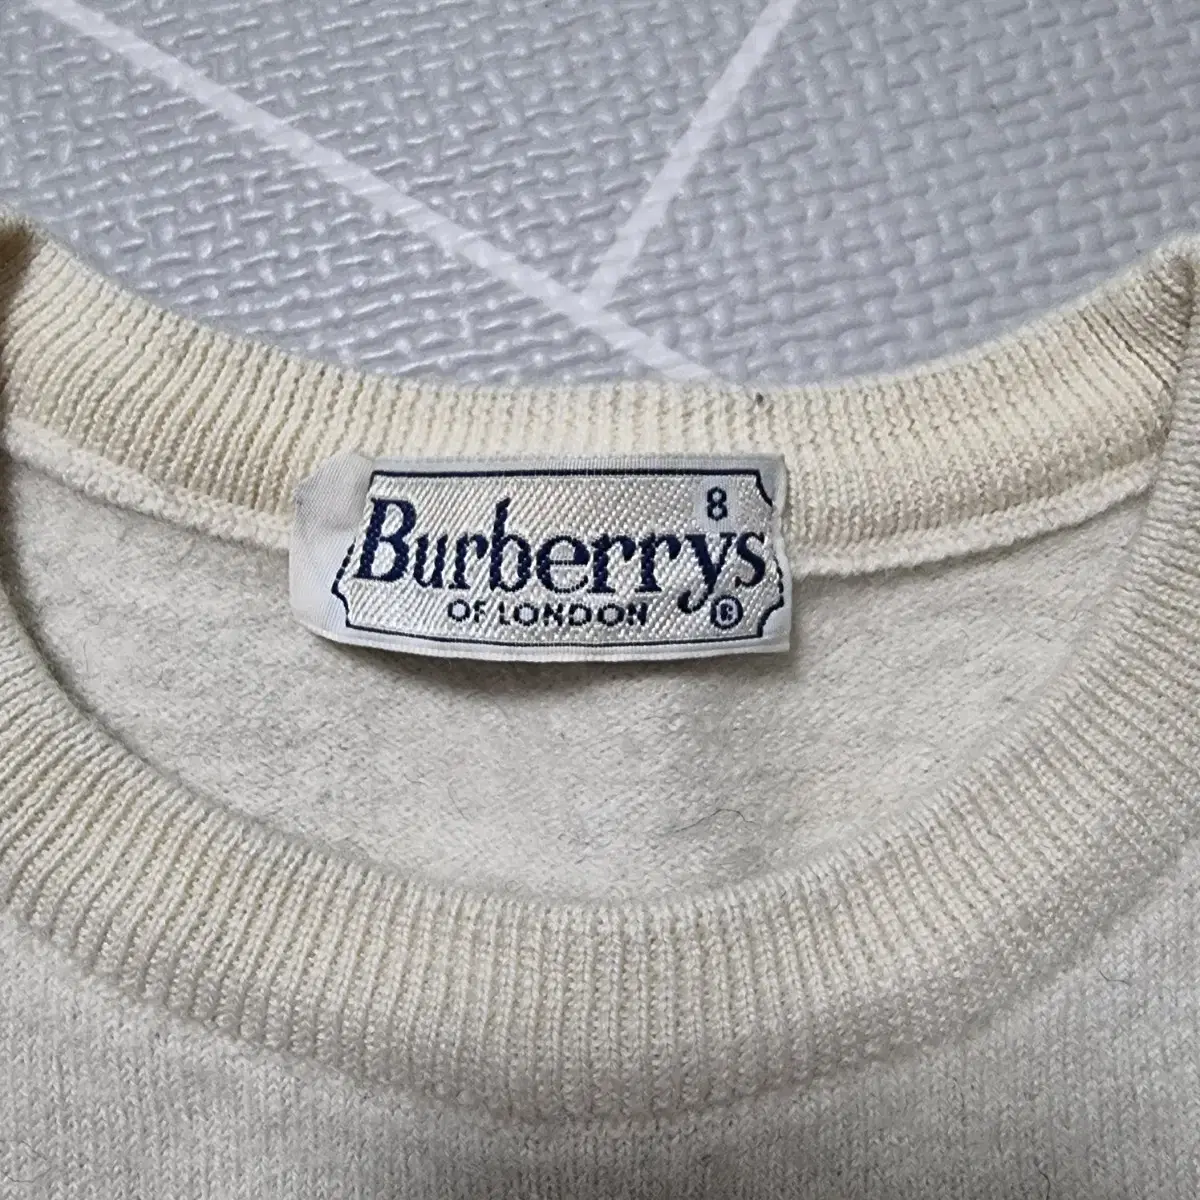 8
Burberrys
OF LONDON ®